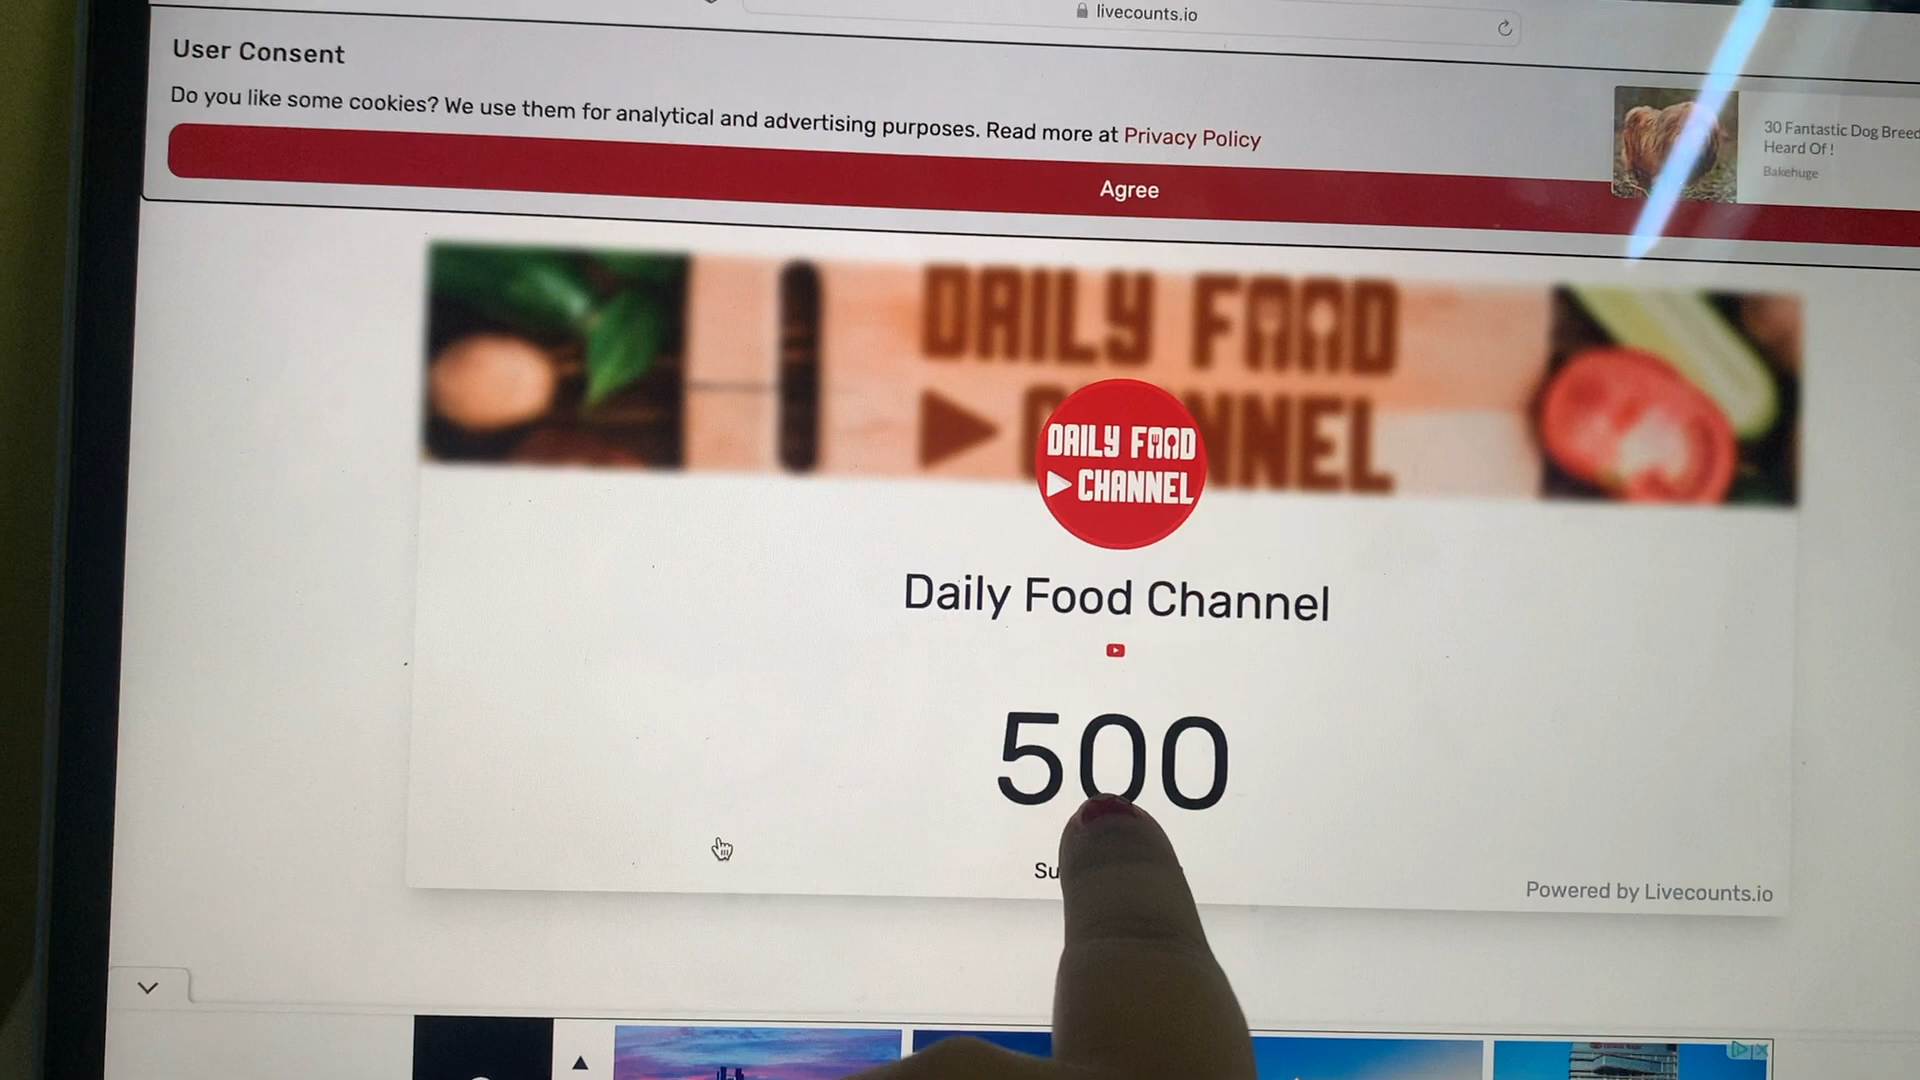 livecounts.io
User Consent
Do you like some cookies? We use them for analytical and advertising purposes. Read more at Privacy Policy
Agree
30 Fantastic Dog Breed
Heard Of !
Bakehuge
DAILY FOOD
CHANNEL
DAILY FOOD
CHANNEL
Daily Food Channel
500
Su
Powered by Livecounts.io